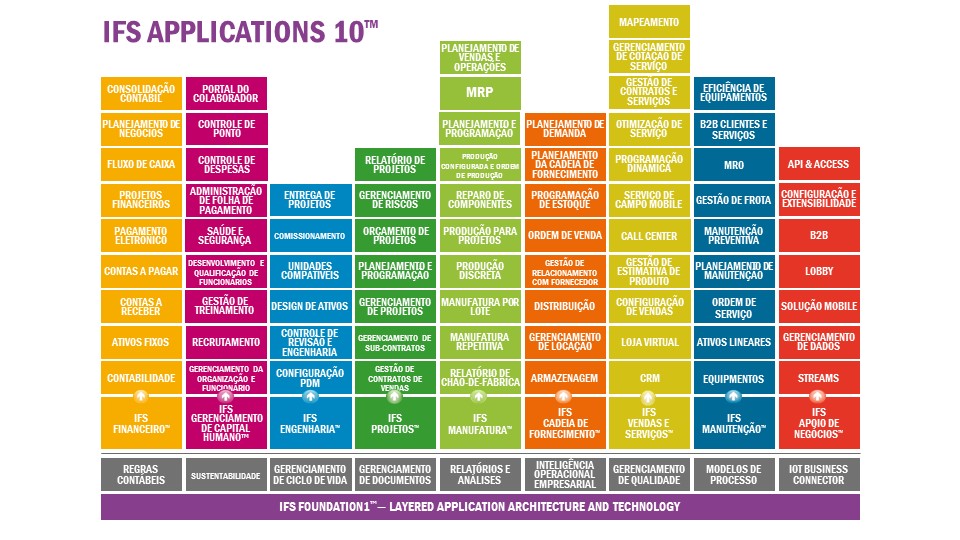 IFS APPLICATIONS 10™
CONSOLIDAÇÃO
CONTÁBIL
PLANEJAMENTO DE
NEGÓCIOS
FLUXO DE CAIXA
PROJETOS
FINANCEIROS
PAGAMENTO
ELETRÔNICO
CONTAS A PAGAR
CONTAS A
RECEBER
ATIVOS FIXOS
CONTABILIDADE
IFS
FINANCEIRO™
PORTAL DO
COLABORADOR
CONTROLE DE
PONTO
CONTROLE DE
DESPESAS
ADMINISTRAÇÃO
DE FOLHA DE
PAGAMENTO
SAÚDE E
SEGURANÇA
DESENVOLVIMENTO E
QUALIFICAÇÃO DE
FUNCIONÁRIOS
GESTÃO DE
TREINAMENTO
RECRUTAMENTO
GERENCIAMENTO DA
ORGANIZAÇÃO E
FUNCIONÁRIO
IFS
GERENCIAMENTO
DE CAPITAL
HUMANO™
ENTREGA DE
PROJETOS
COMISSIONAMENTO
UNIDADES
COMPATÍVEIS
DESIGN DE ATIVOS
CONTROLE DE
REVISÃO E
ENGENHARIA
CONFIGURAÇÃO
PDM
IFS
ENGENHARIA™
RELATÓRIO DE
PROJETOS
GERENCIAMENTO
DE RISCOS
ORÇAMENTO DE
PROJETOS
PLANEJAMENTO E
PROGRAMAÇÃO
GERENCIAMENTO
DE PROJETOS
GERENCIAMENTO DE
SUB-CONTRATOS
GESTÃO DE
CONTRATOS DE
VENDAS
IFS
PROJETOS™
PLANEJAMENTO DE
VENDAS E
OPERAÇÕES
MRP
PLANEJAMENTO E
PROGRAMAÇÃO
PRODUÇÃO
CONFIGURADA E ORDEM
DE PRODUÇÃO
REPARO DE
COMPONENTES
PRODUÇÃO PARA
PROJETOS
PRODUÇÃO
DISCRETA
MANUFATURA POR
LOTE
MANUFATURA
REPETITIVA
RELATÓRIO DE
CHÃO-DE-FÁBRICA
IFS
MANUFATURA™
PLANEJAMENTO DE
DEMANDA
PLANEJAMENTO
DA CADEIA DE
FORNECIMENTO
PROGRAMAÇÃO
DE ESTOQUE
ORDEM DE VENDA
GESTÃO DE
RELACIONAMENTO
COM FORNECEDOR
DISTRIBUIÇÃO
GERENCIAMENTO
DE LOCAÇÃO
ARMAZENAGEM
IFS
CADEIA DE
FORNECIMENTO™
MAPEAMENTO
GERENCIAMENTO
DE COTAÇÃO DE
SERVIÇO
GESTÃO DE
CONTRATOS E
SERVIÇOS
OTIMIZAÇÃO DE
SERVIÇO
PROGRAMAÇÃO
DINÂMICA
SERVIÇO DE
CAMPO MOBILE
CALL CENTER
GESTÃO DE
ESTIMATIVA DE
PRODUTO
CONFIGURAÇÃO
DE VENDAS
LOJA VIRTUAL
CRM
IFS
VENDAS E
SERVIÇOS™
EFICIÊNCIA DE
EQUIPAMENTOS
B2B CLIENTES E
SERVIÇOS
MRO
GESTÃO DE FROTA
MANUTENÇÃO
PREVENTIVA
PLANEJAMENTO DE
MANUTENÇÃO
ORDEM DE
SERVIÇO
ATIVOS LINEARES
EQUIPMENTOS
IFS
MANUTENÇÃO™
API & ACCESS
CONFIGURAÇÃO E
EXTENSIBILIDADE
B2B
LOBBY
SOLUÇÃO MOBILE
GERENCIAMENTO
DE DADOS
STREAMS
IFS
APOIO DE
NEGÓCIOS™
REGRAS
CONTÁBEIS
SUSTENTABILIDADE
GERENCIAMENTO
DE CICLO DE VIDA
GERENCIAMENTO
DE DOCUMENTOS
RELATÓRIOS E
ANÁLISES
INTELIGÊNCIA
OPERACIONAL
EMPRESARIAL
GERENCIAMENTO
DE QUALIDADE
MODELOS DE
PROCESSO
IOT BUSINESS
CONNECTOR
IFS FOUNDATION1™— LAYERED APPLICATION ARCHITECTURE AND TECHNOLOGY